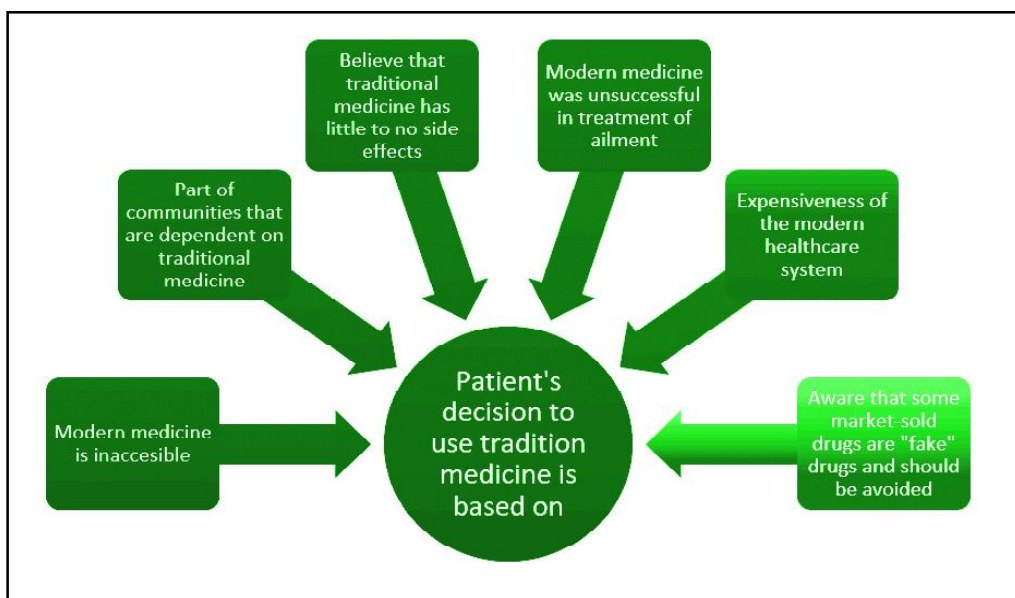 Believe that
traditional
medicine has
little to no side
effects
Modern medicine
was unsuccessful
in treatment of
ailment
Part of
communities that
are dependent on
traditional
medicine
Expensiveness of
the modern
healthcare
system
Modern medicine
is inaccesible
Patient's
decision to
use tradition
medicine is
based on
Aware that some
market-sold
drugs are "fake"
drugs and should
be avoided